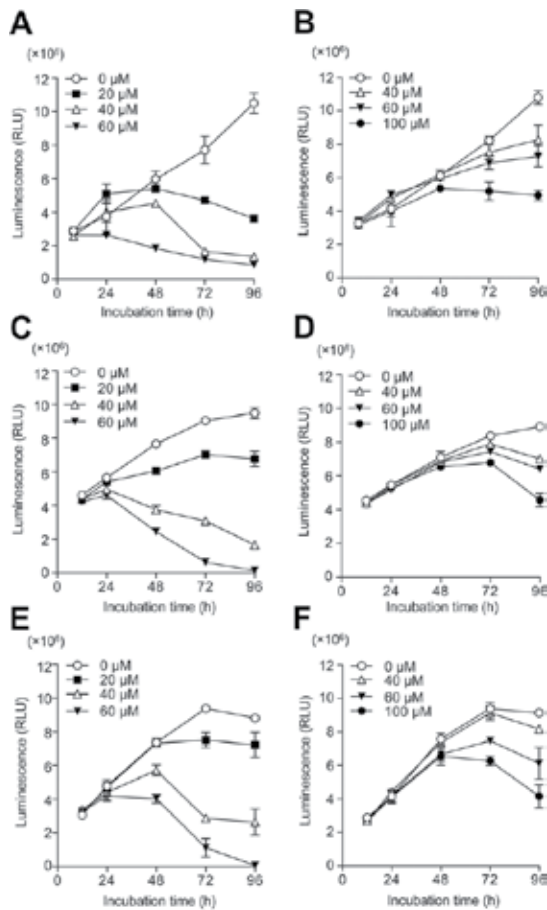 A
(×10⁶)
12
10
8
6
4
2
0
0 µM
20 µM
40 µM
60 µM
Luminescence (RLU)
0 24 48 72 96
Incubation time (h)
B
(×10⁶)
12
10
8
6
4
2
0
0 µM
40 µM
60 µM
100 µM
Luminescence (RLU)
0 24 48 72 96
Incubation time (h)
C
(×10⁶)
12
10
8
6
4
2
0
0 µM
20 µM
40 µM
60 µM
Luminescence (RLU)
0 24 48 72 96
Incubation time (h)
D
(×10⁶)
12
10
8
6
4
2
0
0 µM
40 µM
60 µM
100 µM
Luminescence (RLU)
0 24 48 72 96
Incubation time (h)
E
(×10⁶)
12
10
8
6
4
2
0
0 µM
20 µM
40 µM
60 µM
Luminescence (RLU)
0 24 48 72 96
Incubation time (h)
F
(×10⁶)
12
10
8
6
4
2
0
0 µM
40 µM
60 µM
100 µM
Luminescence (RLU)
0 24 48 72 96
Incubation time (h)